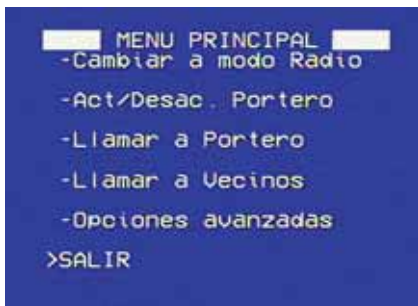 MENU PRINCIPAL
-Cambiar a modo Radio
-Act/Desac. Portero
-Llamar a Portero
-Llamar a Vecinos
-Opciones avanzadas
>SALIR